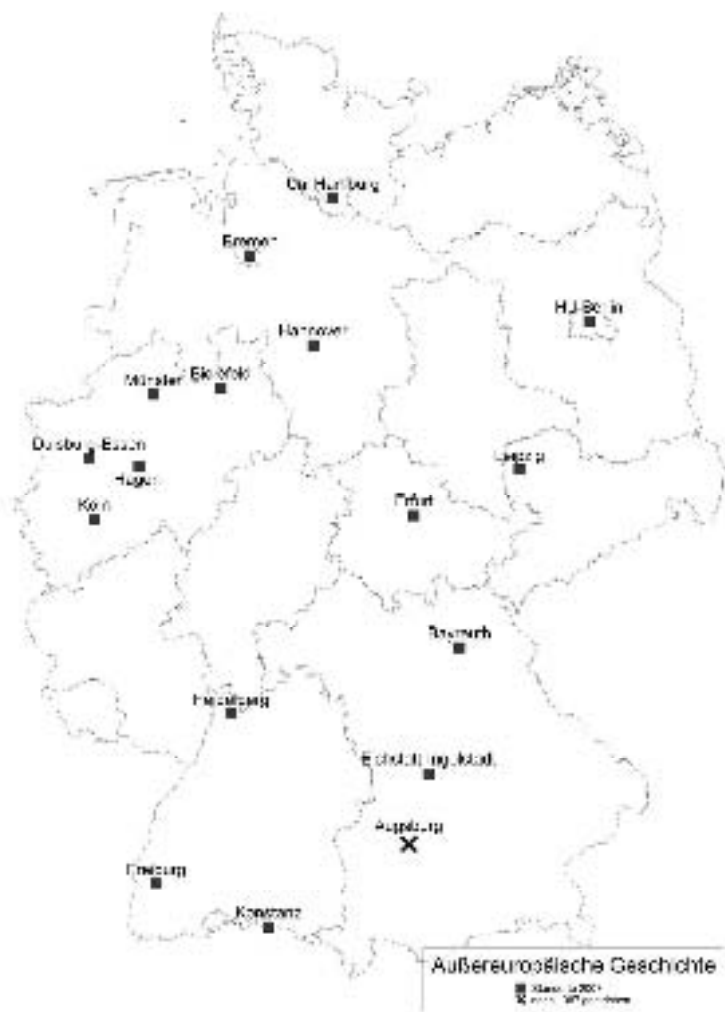 Hamburg
Bremen
HU-Berlin
Hannover
Bielefeld
Münster
Duisburg-Essen
Leipzig
Hagen
Erfurt
Köln
Bayreuth
Heidelberg
Eichstätt-Ingolstadt
Augsburg
Freiburg
Konstanz
Außereuropäische Geschichte